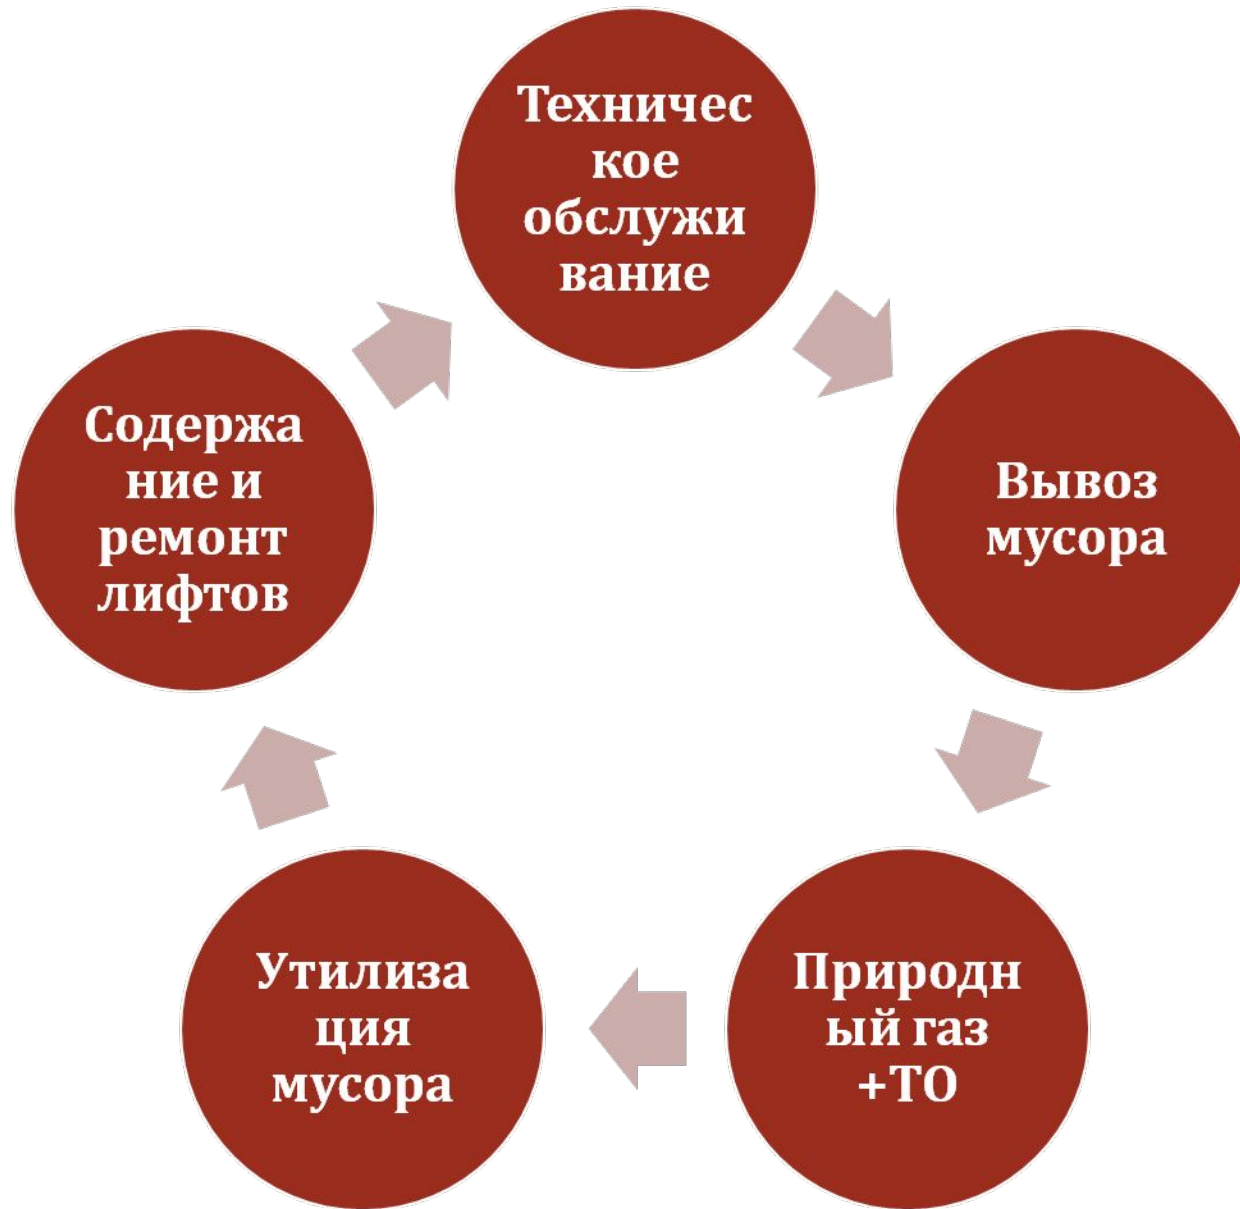 Техничес
кое
обслужи
вание
Вывоз
мусора
Природн
ый газ
+ТО
Утилиза
ция
мусора
Содержа
ние и
ремонт
лифтов